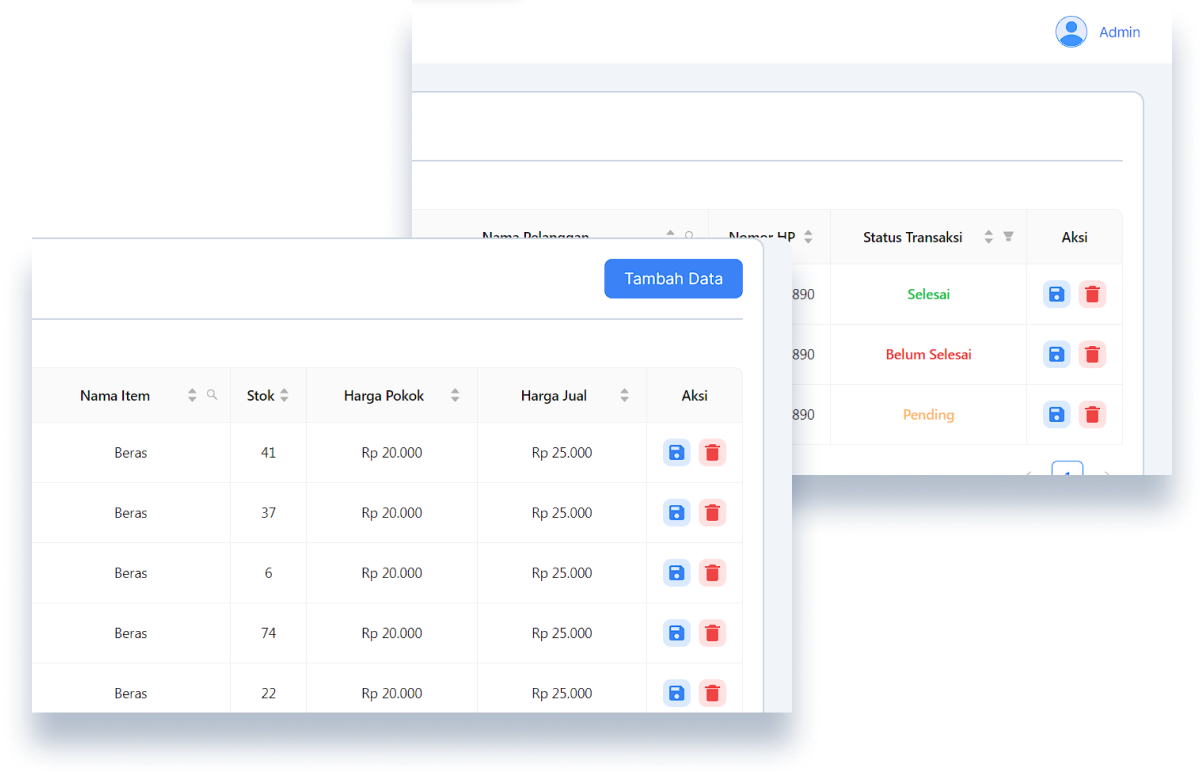 Admin
Nama Pelanggan Nomor HP Status Transaksi Aksi
890 Selesai
890 Belum Selesai
890 Pending
1
Tambah Data
Nama Item Stok Harga Pokok Harga Jual Aksi
Beras 41 Rp 20.000 Rp 25.000
Beras 37 Rp 20.000 Rp 25.000
Beras 6 Rp 20.000 Rp 25.000
Beras 74 Rp 20.000 Rp 25.000
Beras 22 Rp 20.000 Rp 25.000